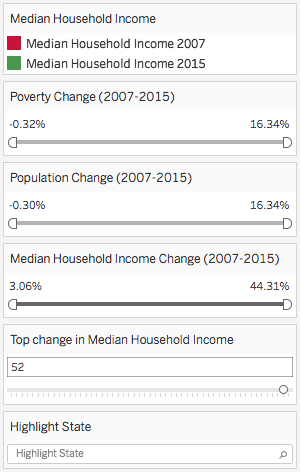 Median Household Income
Median Household Income 2007
Median Household Income 2015
Poverty Change (2007-2015)
-0.32% 16.34%
Population Change (2007-2015)
-0.30% 16.34%
Median Household Income Change (2007-2015)
3.06% 44.31%
Top change in Median Household Income
52
Highlight State
Highlight State